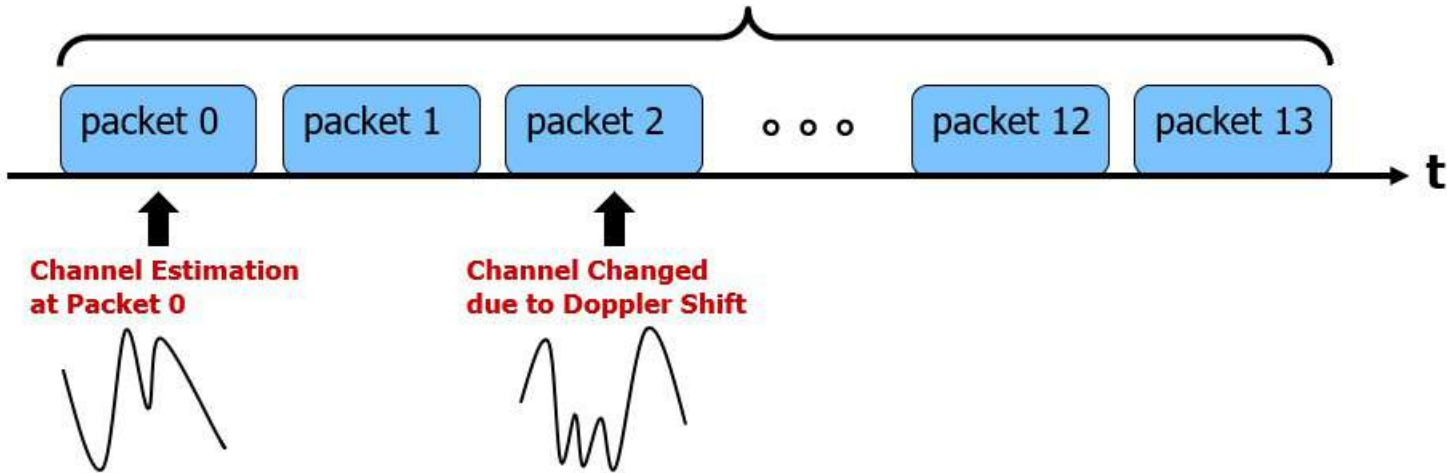 packet 0
packet 1
packet 2
packet 12
packet 13
t
Channel Estimation
at Packet 0
Channel Changed
due to Doppler Shift